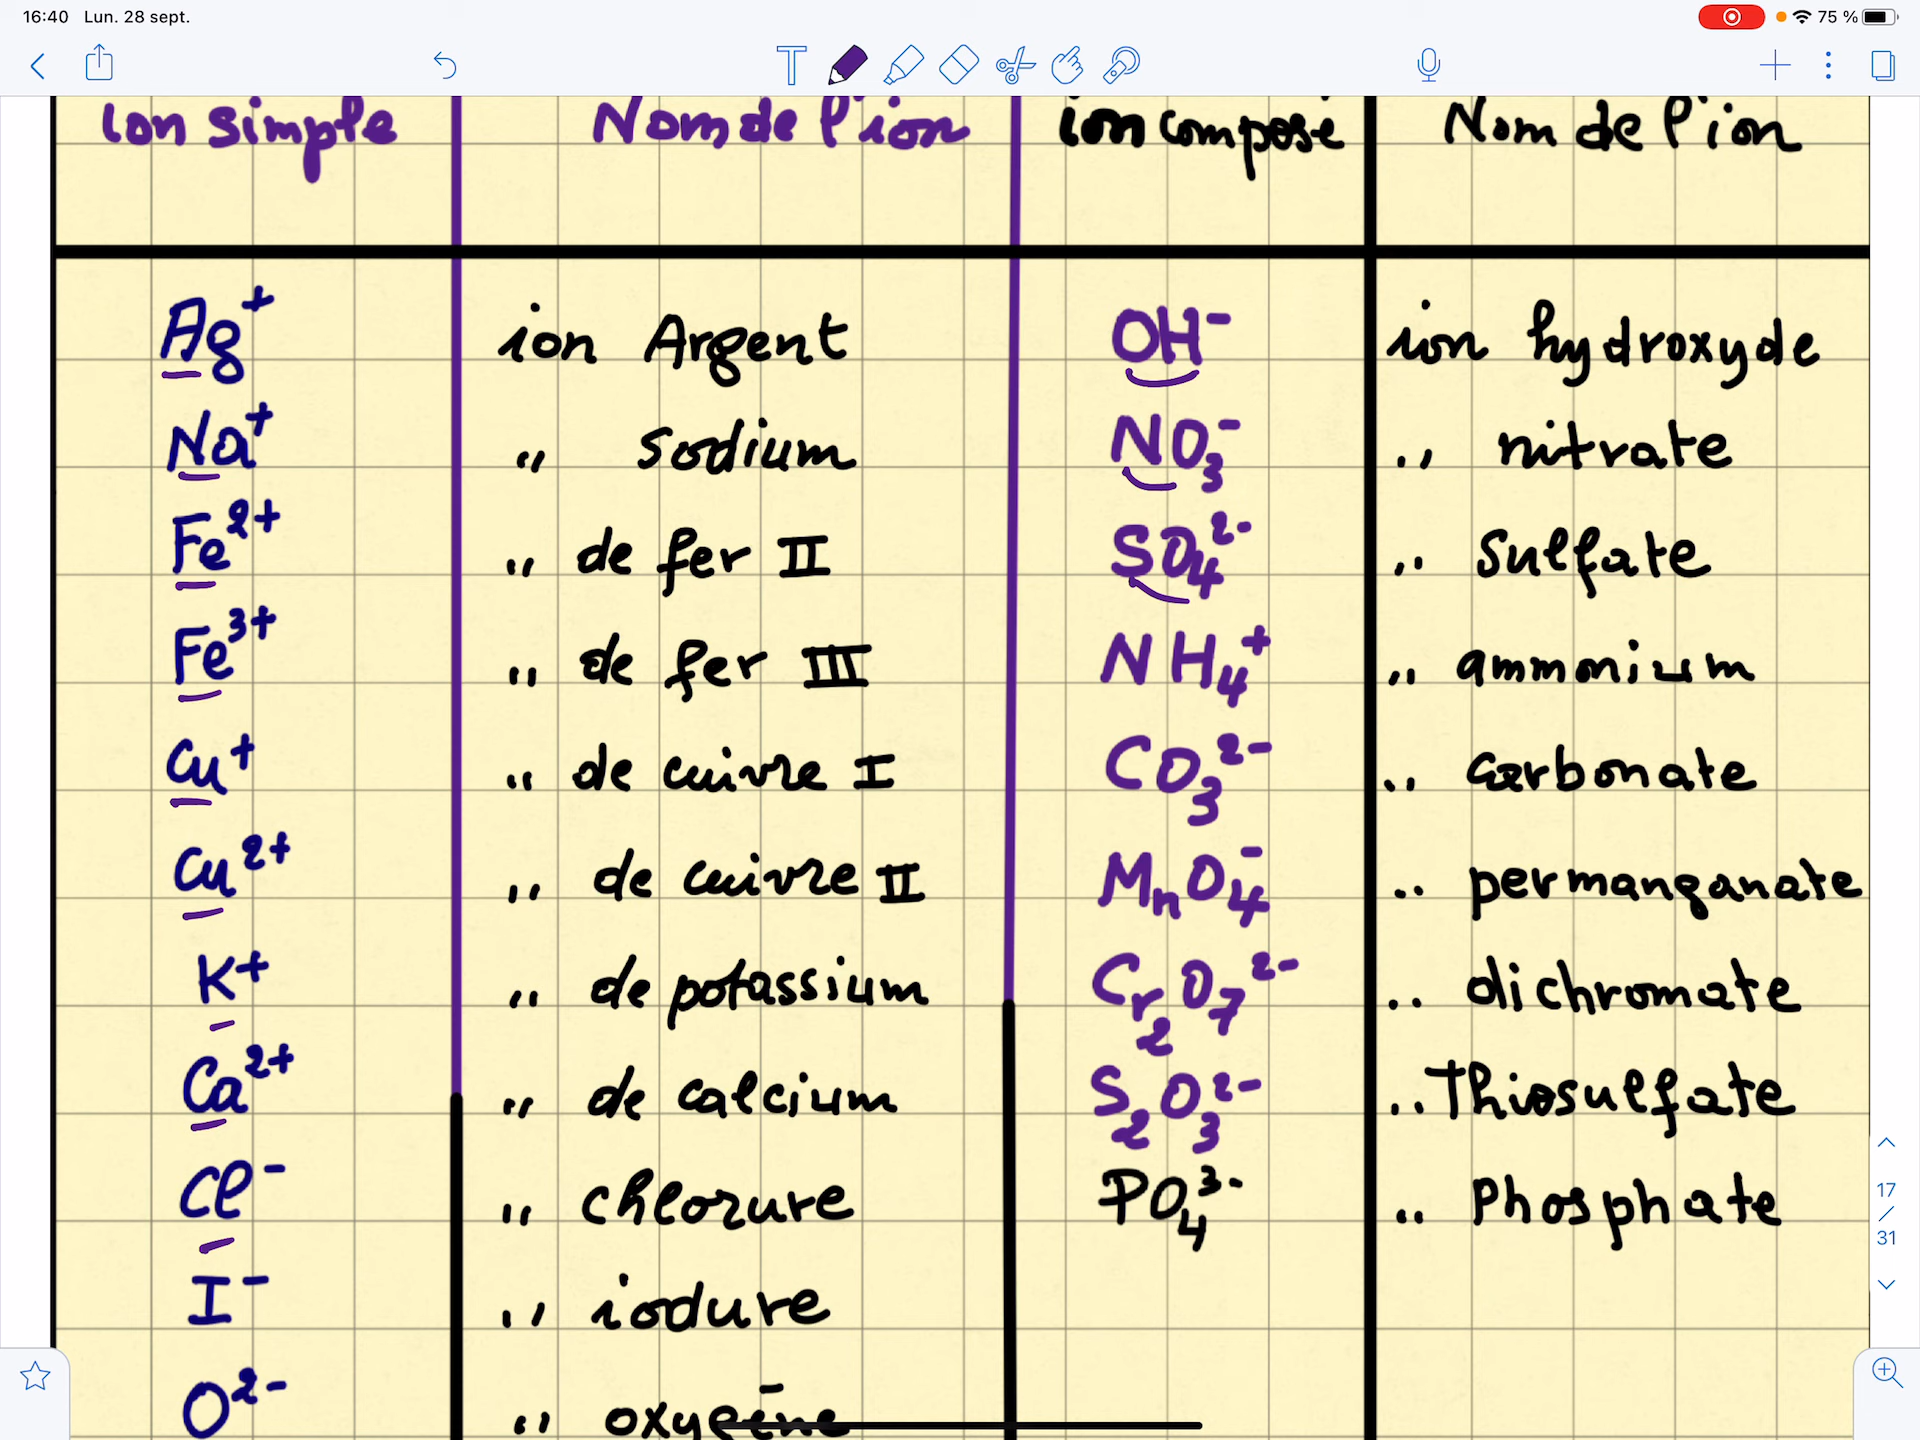 16:40 Lun. 28 sept. 75 %
Ion simple Nom de l'ion ion composé Nom de l'ion
Ag⁺ ion Argent OH⁻ ion hydroxyde
Na⁺ " sodium NO₃⁻ " nitrate
Fe²⁺ " de fer II SO₄²⁻ " Sulfate
Fe³⁺ " de fer III NH₄⁺ " ammonium
Cu⁺ " de cuivre I CO₃²⁻ " carbonate
Cu²⁺ " de cuivre II MnO₄⁻ " permanganate
K⁺ " de potassium Cr₂O₇²⁻ " dichromate
Ca²⁺ " de calcium S₂O₃²⁻ " Thiosulfate
Cl⁻ " chlorure PO₄³⁻ " Phosphate
I⁻ " iodure
O²⁻ " oxygène
17
/
31